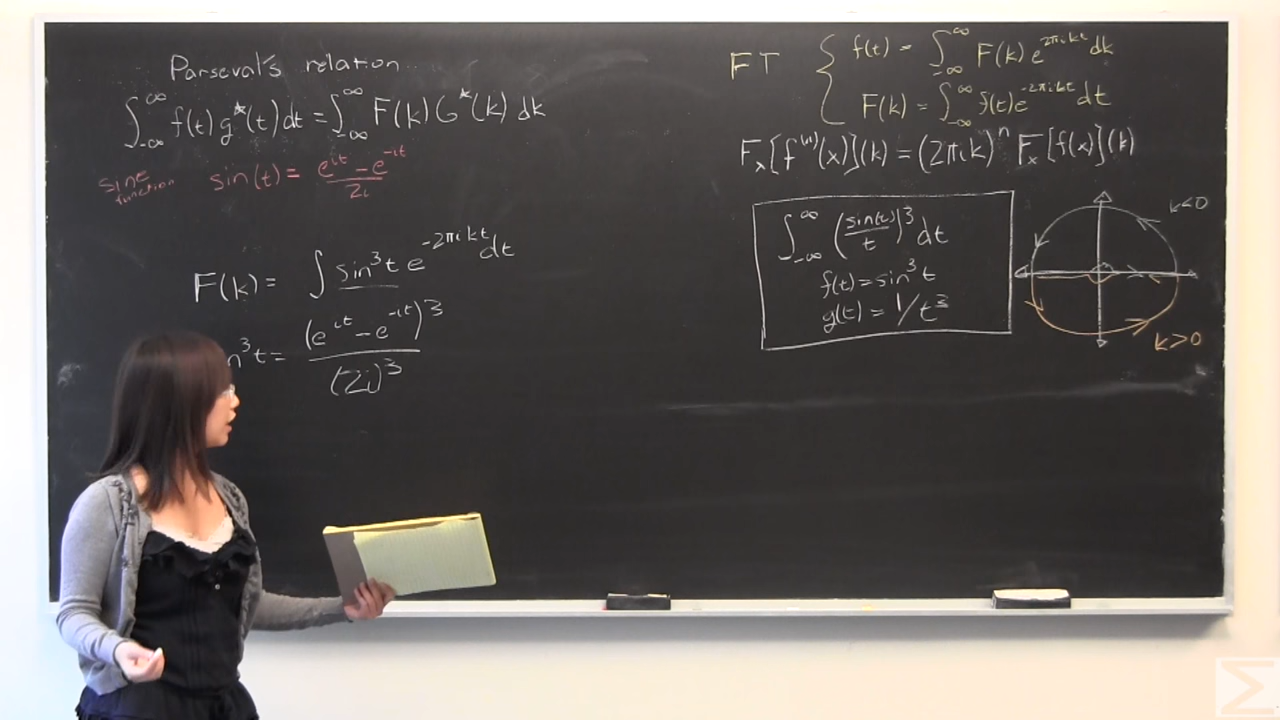 Parseval's relation
∫_{-∞}^{∞} f(t) g*(t) dt = ∫_{-∞}^{∞} F(k) G*(k) dk
sine function sin(t) = (e^{it} - e^{-it})/2i
F(k) = ∫ sin³t e^{-2πikt} dt
n³t = (e^{it} - e^{-it})³/(2i)³
FT { f(t) = ∫_{-∞}^{∞} F(k) e^{2πikt} dk
F(k) = ∫_{-∞}^{∞} f(t) e^{-2πikt} dt
F_x[f^{(n)}(x)](k) = (2πik)^n F_x[f(x)](k)
∫_{-∞}^{∞} (sin(t)/t)³ dt
f(t) = sin³t
g(t) = 1/t³
k<0
k>0
Σ